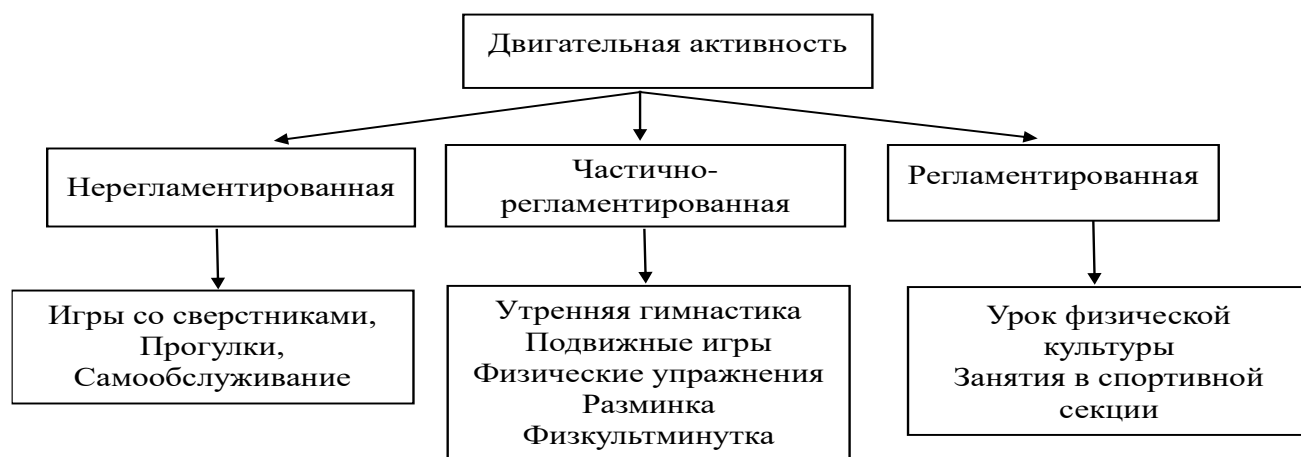 Двигательная активность
Нерегламентированная
Частично-
регламентированная
Регламентированная
Игры со сверстниками,
Прогулки,
Самообслуживание
Утренняя гимнастика
Подвижные игры
Физические упражнения
Разминка
Физкультминутка
Урок физической
культуры
Занятия в спортивной
секции